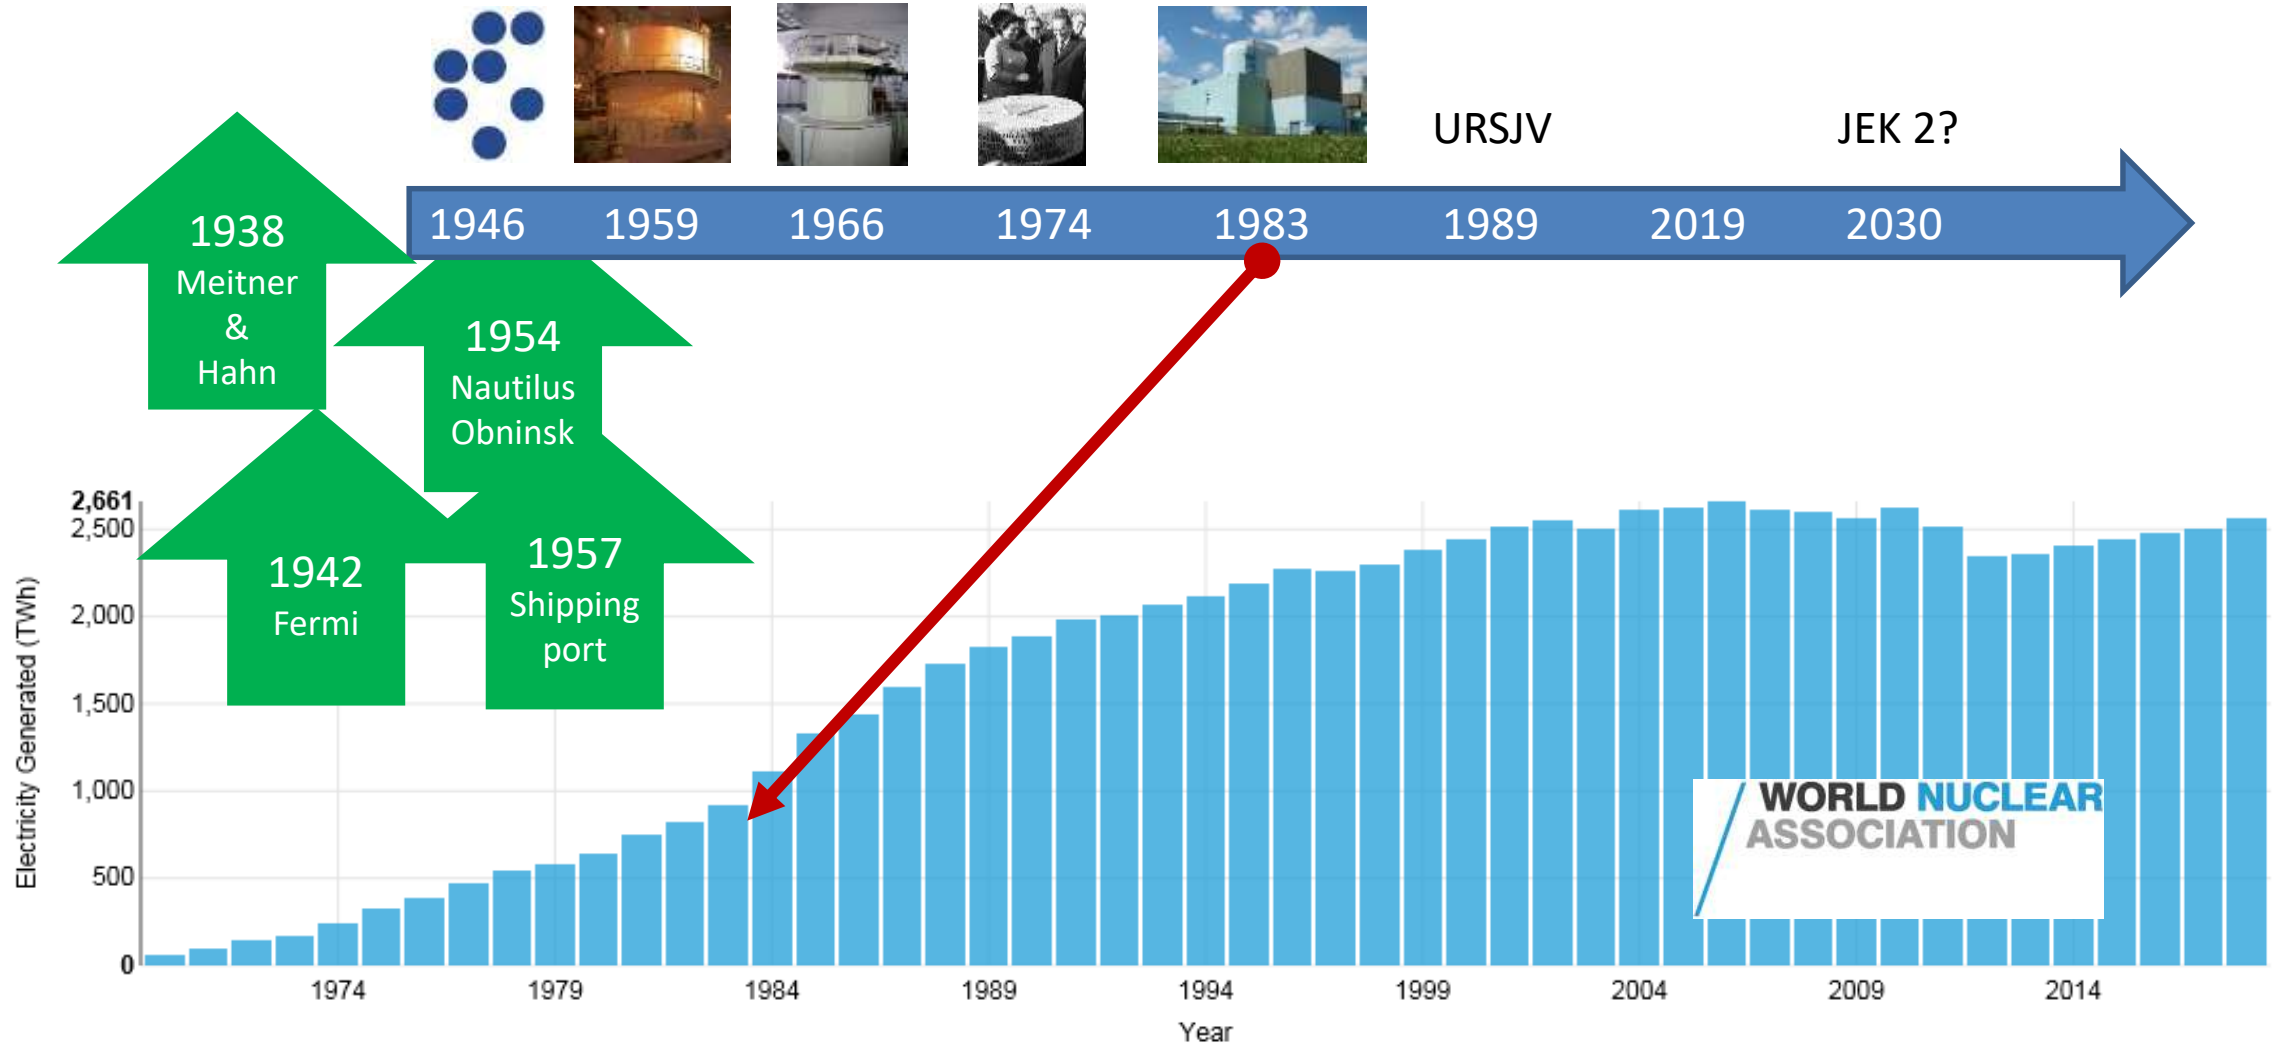 URSJV
JEK 2?
1946
1959
1966
1974
1983
1989
2019
2030
1938
Meitner
&
Hahn
1954
Nautilus
Obninsk
1942
Fermi
1957
Shipping
port
Electricity Generated (TWh)
2,661
2,500
2,000
1,500
1,000
500
0
1974
1979
1984
1989
1994
1999
2004
2009
2014
Year
WORLD NUCLEAR
ASSOCIATION